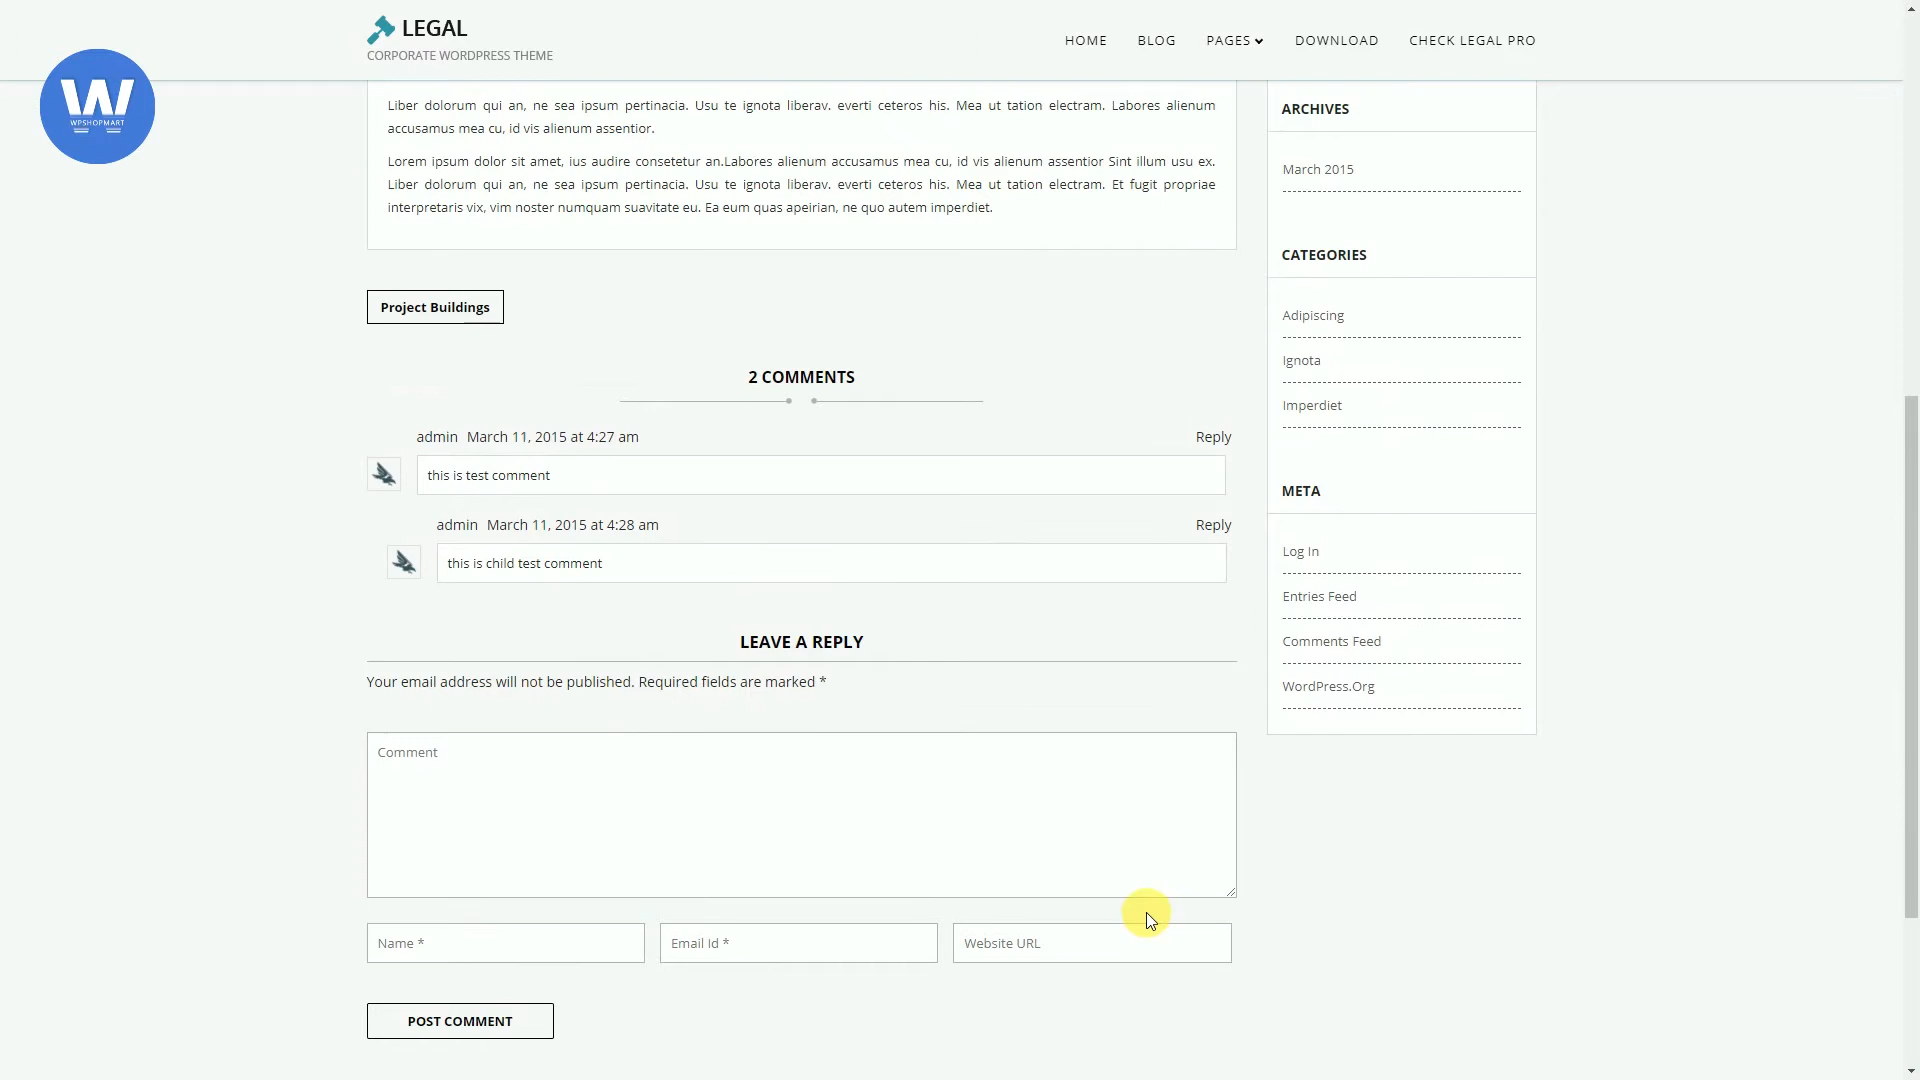 LEGAL
CORPORATE WORDPRESS THEME
HOME
BLOG
PAGES
DOWNLOAD
CHECK LEGAL PRO
W
WPSHOPMART
Liber dolorum qui an, ne sea ipsum pertinacia. Usu te ignota liberav. everti ceteros his. Mea ut tation electram. Labores alienum
accusamus mea cu, id vis alienum assentior.
Lorem ipsum dolor sit amet, ius audire consetetur an.Labores alienum accusamus mea cu, id vis alienum assentior Sint illum usu ex.
Liber dolorum qui an, ne sea ipsum pertinacia. Usu te ignota liberav. everti ceteros his. Mea ut tation electram. Et fugit propriae
interpretaris vix, vim noster numquam suavitate eu. Ea eum quas apeirian, ne quo autem imperdiet.
Project Buildings
2 COMMENTS
admin March 11, 2015 at 4:27 am
Reply
this is test comment
admin March 11, 2015 at 4:28 am
Reply
this is child test comment
LEAVE A REPLY
Your email address will not be published. Required fields are marked *
Comment
Name *
Email Id *
Website URL
POST COMMENT
ARCHIVES
March 2015
CATEGORIES
Adipiscing
Ignota
Imperdiet
META
Log In
Entries Feed
Comments Feed
WordPress.Org